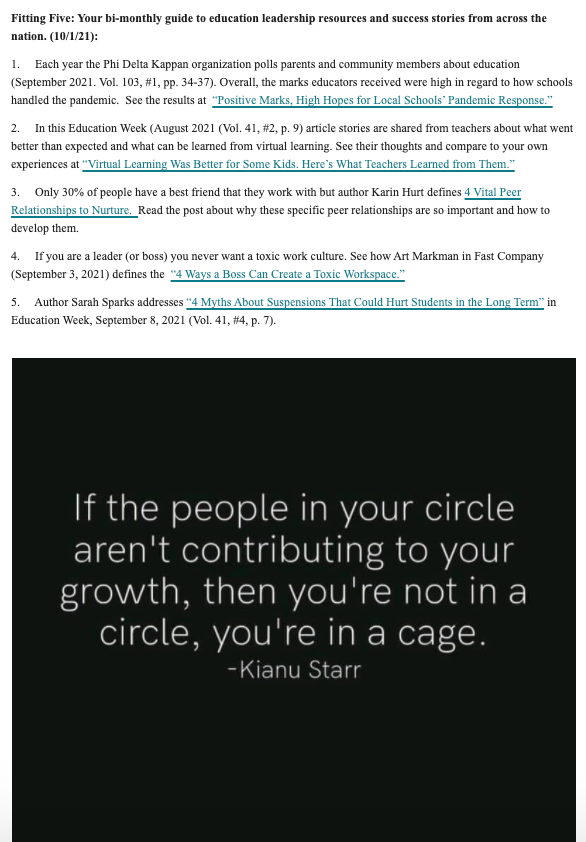 Fitting Five: Your bi-monthly guide to education leadership resources and success stories from across the
nation. (10/1/21):
1. Each year the Phi Delta Kappan organization polls parents and community members about education
(September 2021. Vol. 103, #1, pp. 34-37). Overall, the marks educators received were high in regard to how schools
handled the pandemic. See the results at “Positive Marks, High Hopes for Local Schools’ Pandemic Response.”
2. In this Education Week (August 2021 (Vol. 41, #2, p. 9) article stories are shared from teachers about what went
better than expected and what can be learned from virtual learning. See their thoughts and compare to your own
experiences at “Virtual Learning Was Better for Some Kids. Here’s What Teachers Learned from Them.”
3. Only 30% of people have a best friend that they work with but author Karin Hurt defines 4 Vital Peer
Relationships to Nurture. Read the post about why these specific peer relationships are so important and how to
develop them.
4. If you are a leader (or boss) you never want a toxic work culture. See how Art Markman in Fast Company
(September 3, 2021) defines the “4 Ways a Boss Can Create a Toxic Workspace.”
5. Author Sarah Sparks addresses “4 Myths About Suspensions That Could Hurt Students in the Long Term” in
Education Week, September 8, 2021 (Vol. 41, #4, p. 7).
If the people in your circle
aren't contributing to your
growth, then you're not in a
circle, you're in a cage.
-Kianu Starr